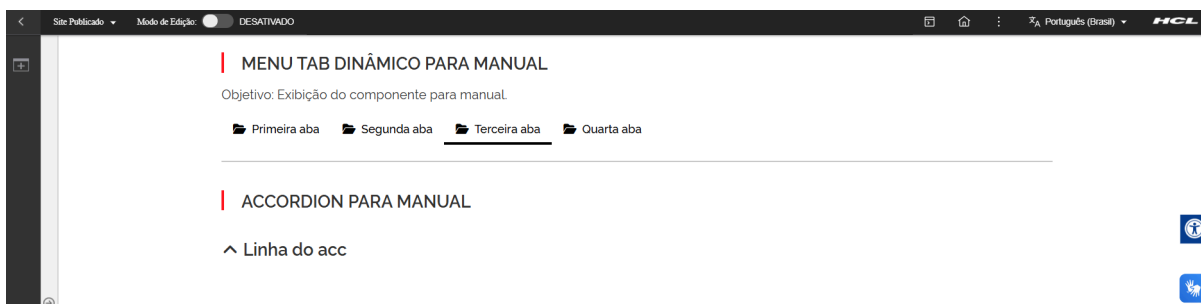 Site Publicado Modo de Edição: DESATIVADO Português (Brasil) HCL
MENU TAB DINÂMICO PARA MANUAL
Objetivo: Exibição do componente para manual.
Primeira aba Segunda aba Terceira aba Quarta aba
ACCORDION PARA MANUAL
Linha do acc